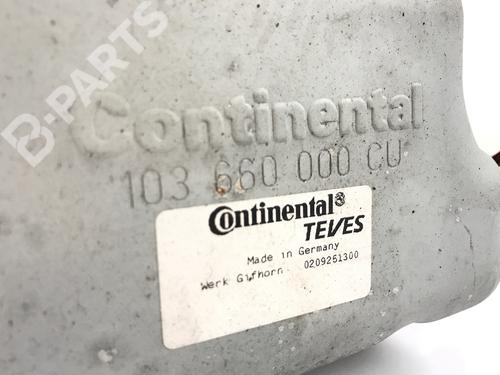 B-PARTS
Continental
103 660 000 CU
Continental
TEVES
Made in Germany
Werk Gifhorn 0209251300